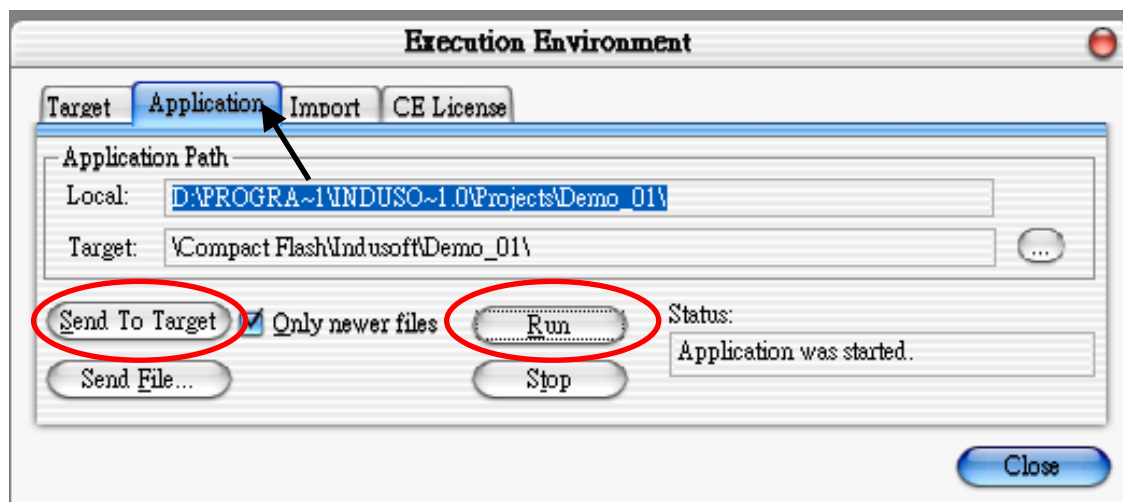 Execution Environment
Target Application Import CE License
Application Path
Local: D:\PROGRA~1\INDUSO~1.0\Projects\Demo_01\
Target: \Compact Flash\Indusoft\Demo_01\ ...
Send To Target Only newer files Run Status:
Application was started.
Send File... Stop
Close